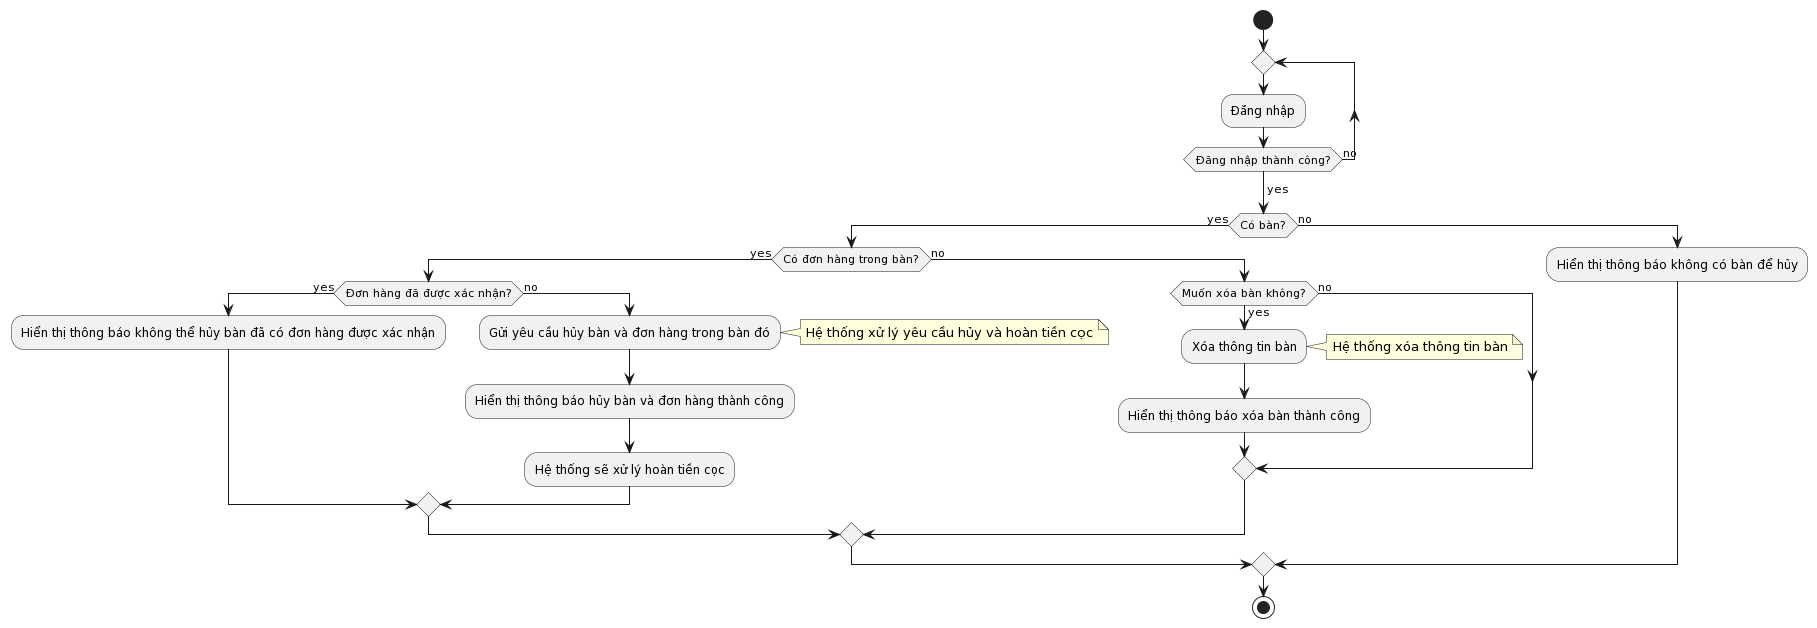 Đăng nhập
Đăng nhập thành công?
no
yes
yes
Có bàn?
no
yes
Có đơn hàng trong bàn?
no
Hiển thị thông báo không có bàn để hủy
yes
Đơn hàng đã được xác nhận?
no
Muốn xóa bàn không?
no
yes
Hiển thị thông báo không thể hủy bàn đã có đơn hàng được xác nhận
Gửi yêu cầu hủy bàn và đơn hàng trong bàn đó
Hệ thống xử lý yêu cầu hủy và hoàn tiền cọc
Xóa thông tin bàn
Hệ thống xóa thông tin bàn
Hiển thị thông báo hủy bàn và đơn hàng thành công
Hiển thị thông báo xóa bàn thành công
Hệ thống sẽ xử lý hoàn tiền cọc